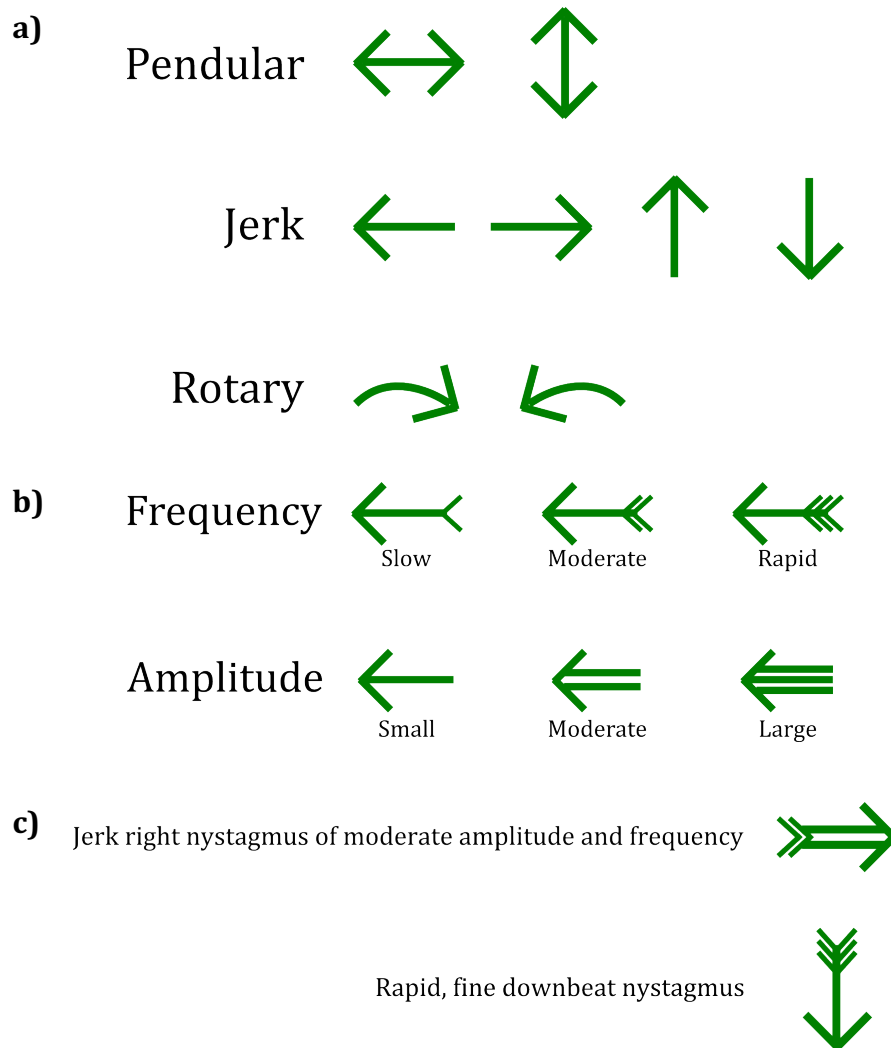 a)
Pendular
Jerk
Rotary
b)
Frequency
Slow Moderate Rapid
Amplitude
Small Moderate Large
c)
Jerk right nystagmus of moderate amplitude and frequency
Rapid, fine downbeat nystagmus